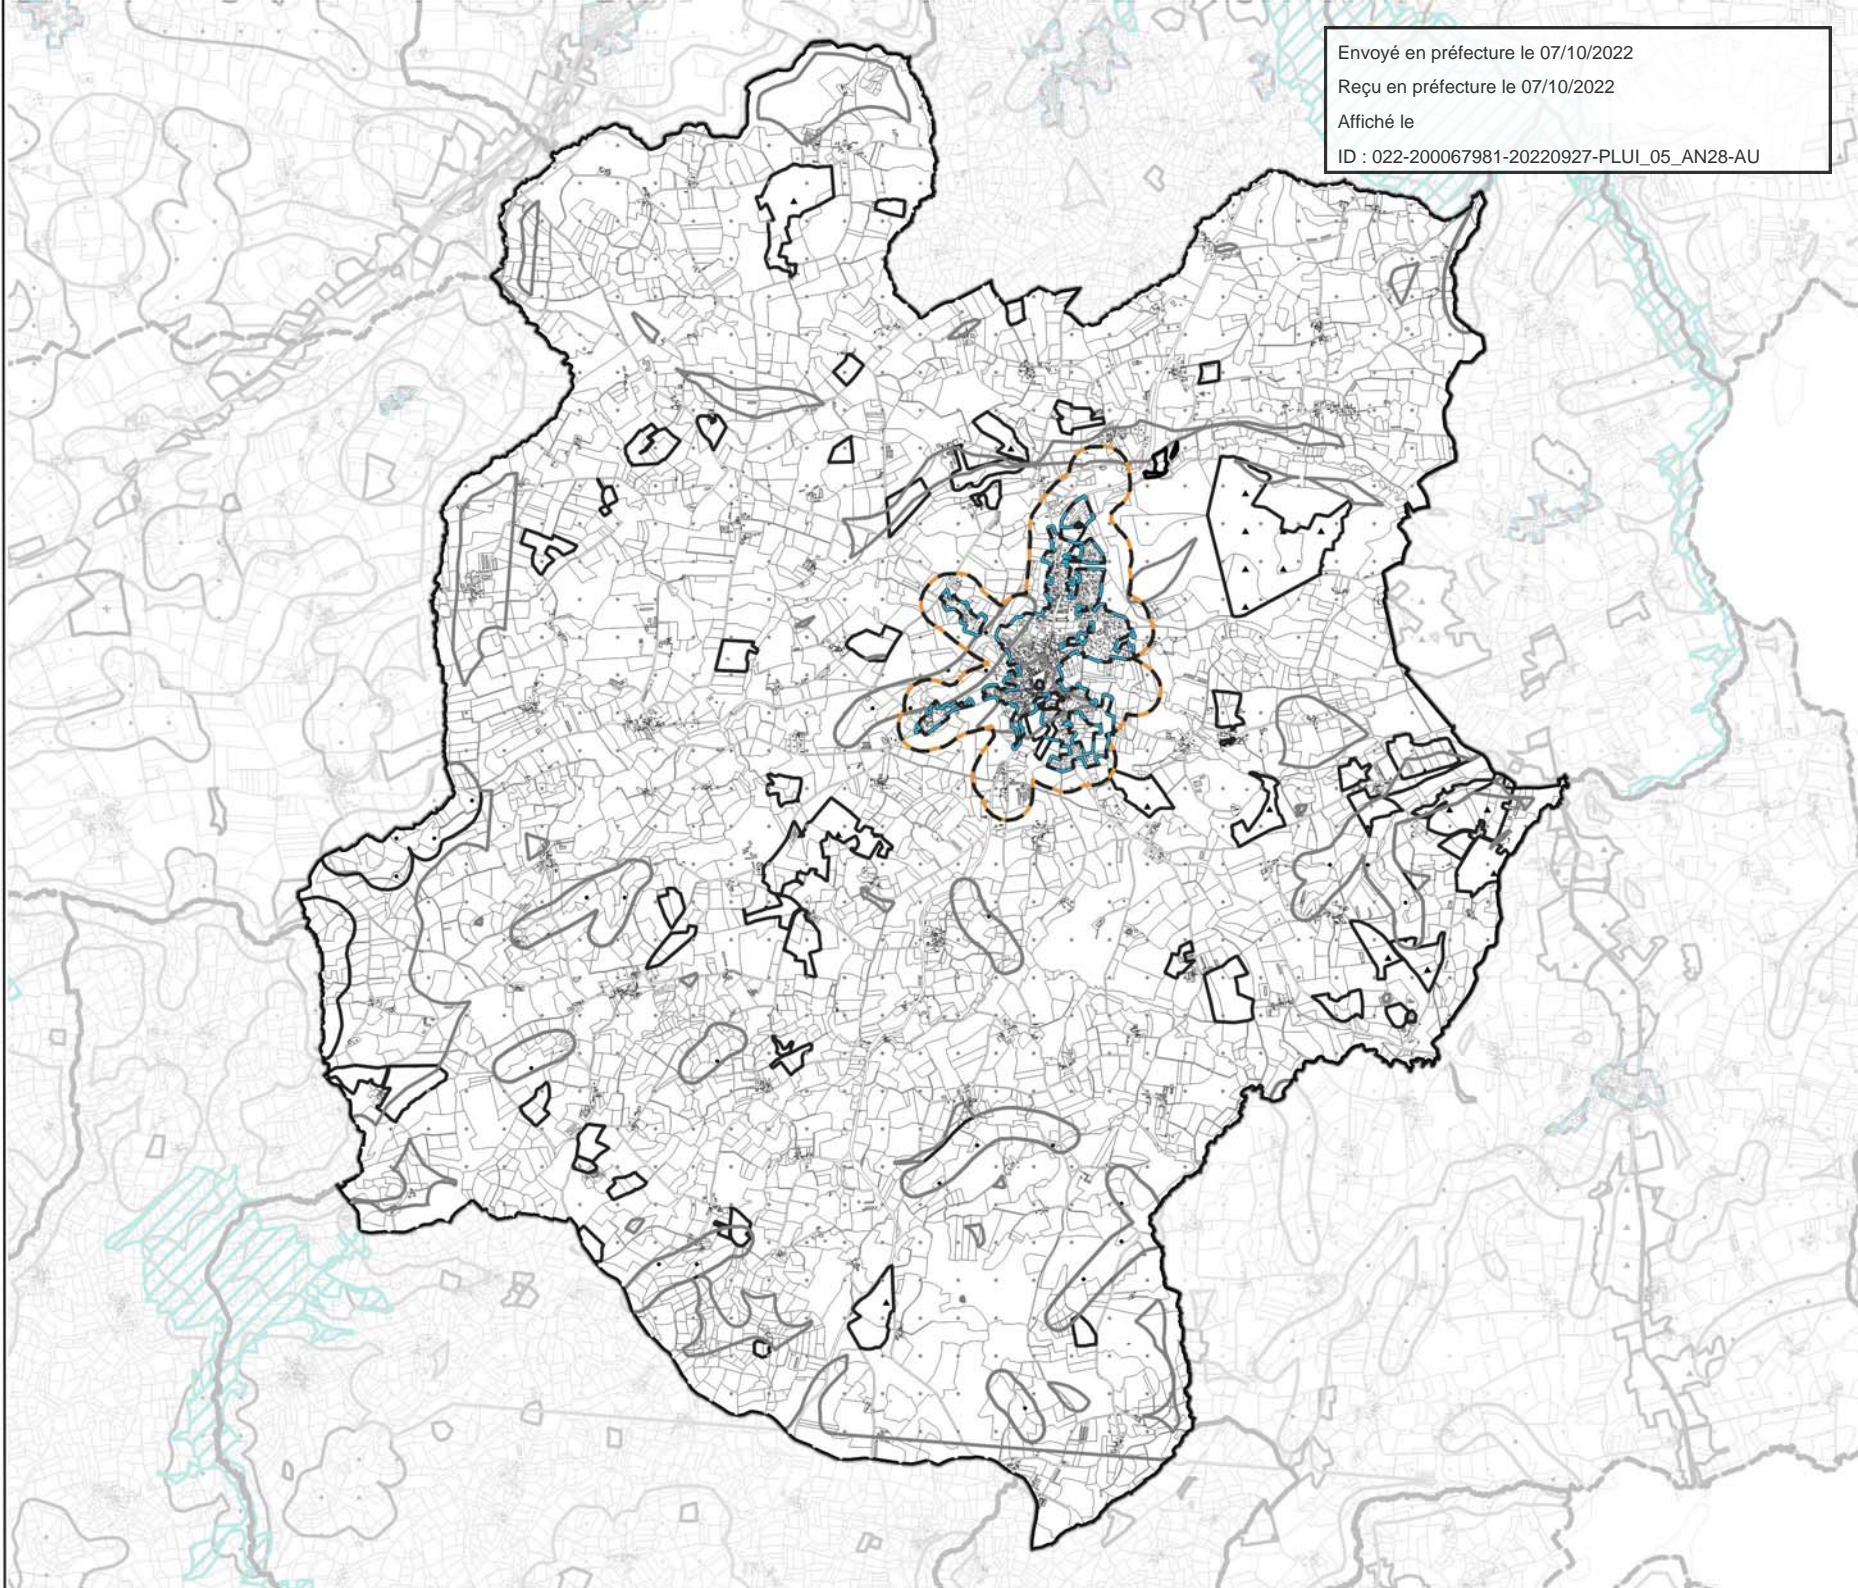 Envoyé en préfecture le 07/10/2022
Reçu en préfecture le 07/10/2022
Affiché le
ID : 022-200067981-20220927-PLUI_05_AN28-AU